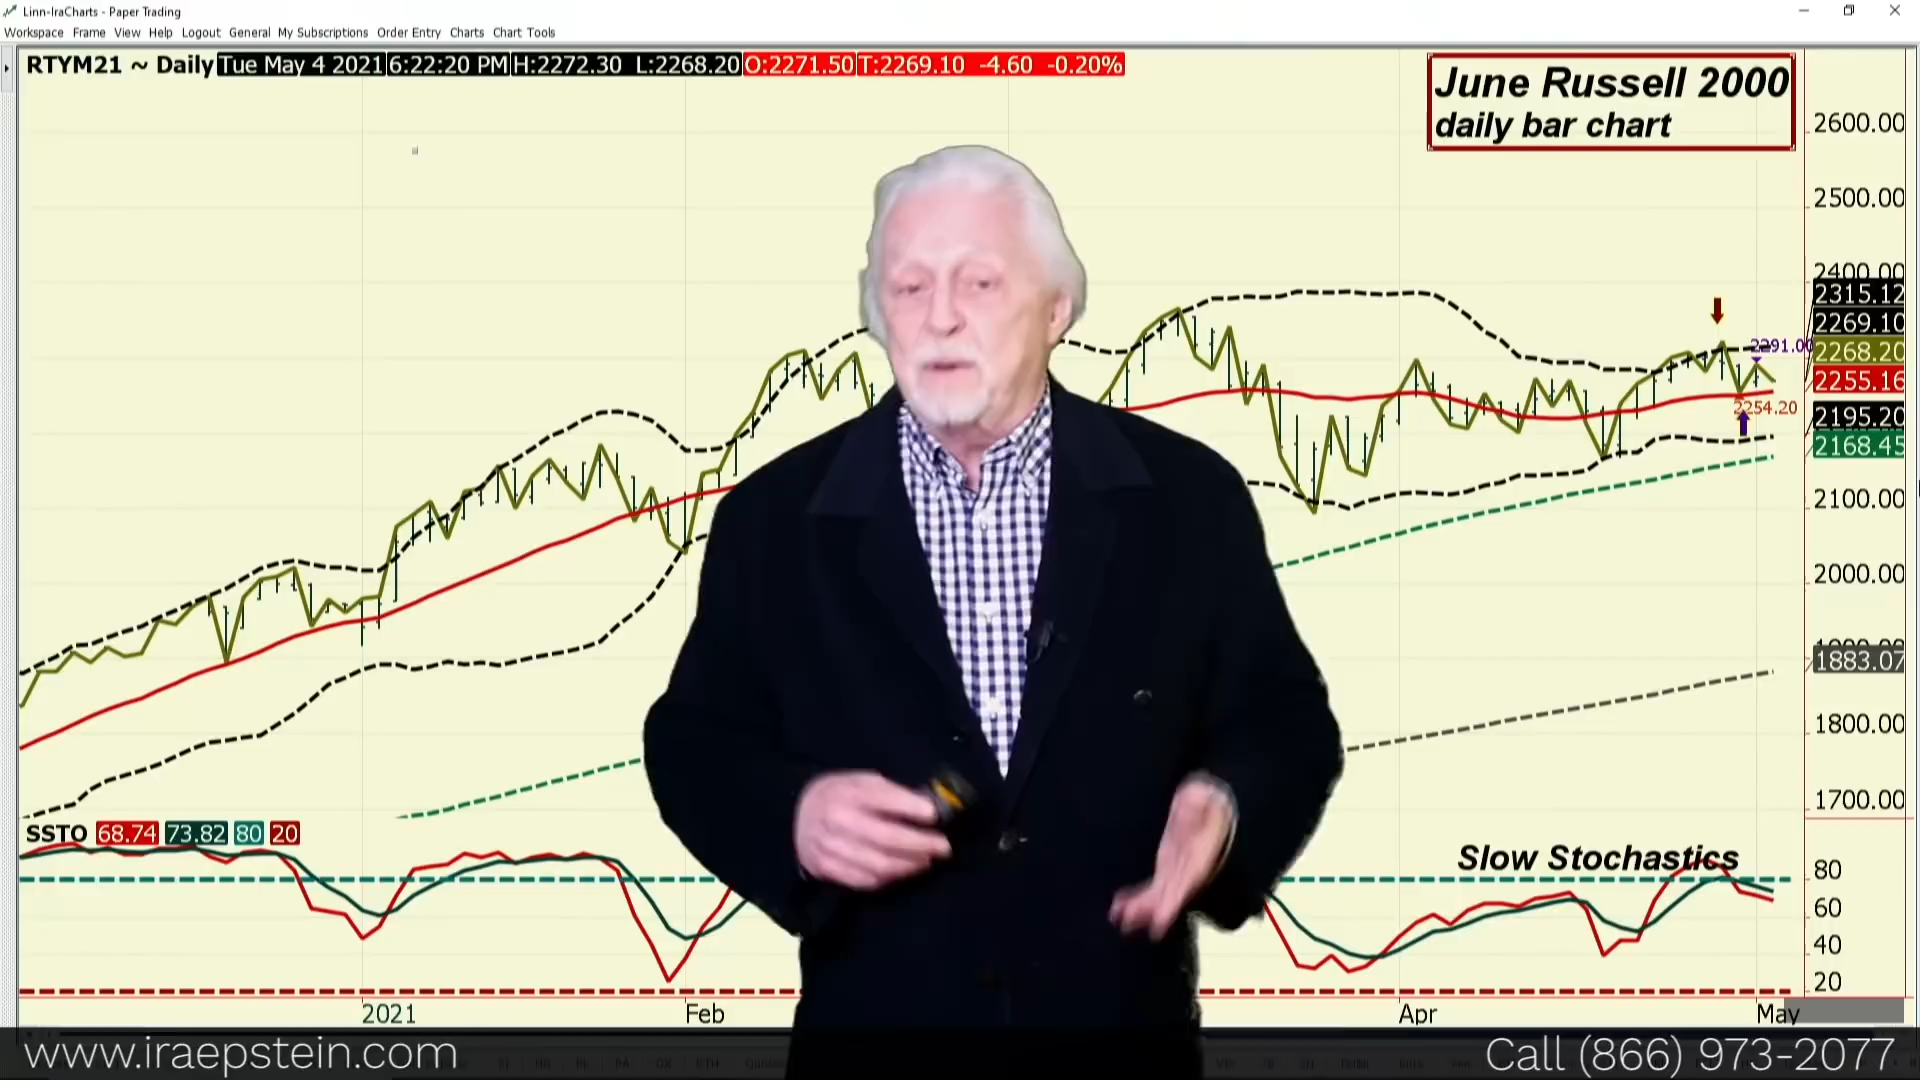 Linn-IraCharts - Paper Trading
Workspace Frame View Help Logout General My Subscriptions Order Entry Charts Chart Tools
RTYM21 ~ Daily Tue May 4 2021 6:22:20 PM H:2272.30 L:2268.20 O:2271.50 T:2269.10 -4.60 -0.20%
June Russell 2000
daily bar chart
2600.00
2500.00
2400.00
2315.12
2269.10
2291.00
2268.20
2255.16
2254.20
2195.20
2168.45
2100.00
2000.00
1883.07
1800.00
1700.00
SSTO 68.74 73.82 80 20
Slow Stochastics
80
60
40
20
2021 Feb Apr May
www.iraepstein.com
Call (866) 973-2077